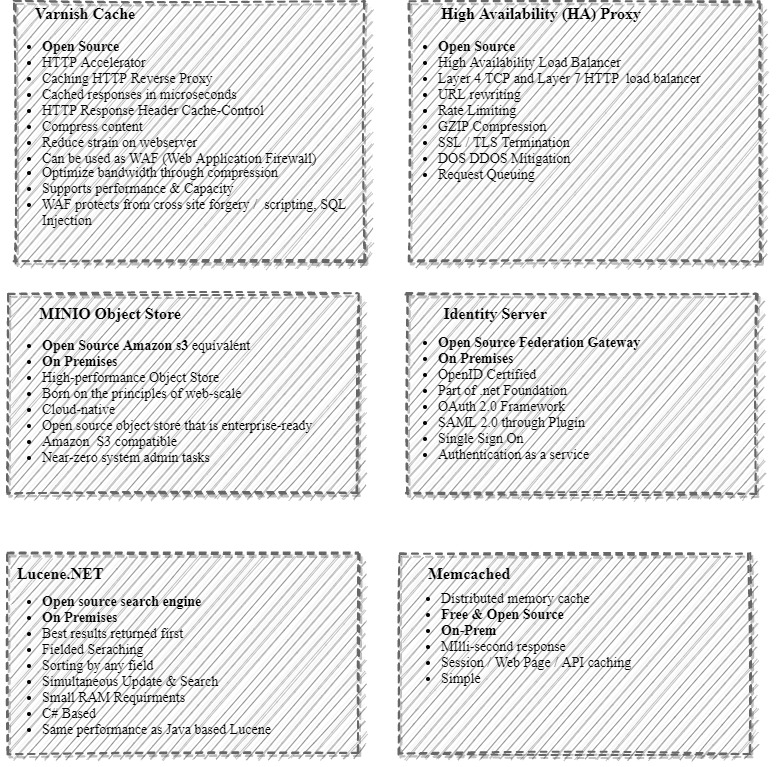 Varnish Cache
Open Source
HTTP Accelerator
Caching HTTP Reverse Proxy
Cached responses in microseconds
HTTP Response Header Cache-Control
Compress content
Reduce strain on webserver
Can be used as WAF (Web Application Firewall)
Optimize bandwidth through compression
Supports performance & Capacity
WAF protects from cross site forgery / scripting, SQL
Injection
High Availability (HA) Proxy
Open Source
High Availability Load Balancer
Layer 4 TCP and Layer 7 HTTP load balancer
URL rewriting
Rate Limiting
GZIP Compression
SSL / TLS Termination
DOS DDOS Mitigation
Request Queuing
MINIO Object Store
Open Source Amazon s3 equivalent
On Premises
High-performance Object Store
Born on the principles of web-scale
Cloud-native
Open source object store that is enterprise-ready
Amazon S3 compatible
Near-zero system admin tasks
Identity Server
Open Source Federation Gateway
On Premises
OpenID Certified
Part of .net Foundation
OAuth 2.0 Framework
SAML 2.0 through Plugin
Single Sign On
Authentication as a service
Lucene.NET
Open source search engine
On Premises
Best results returned first
Fielded Seraching
Sorting by any field
Simultaneous Update & Search
Small RAM Requirments
C# Based
Same performance as Java based Lucene
Memcached
Distributed memory cache
Free & Open Source
On-Prem
MIlli-second response
Session / Web Page / API caching
Simple